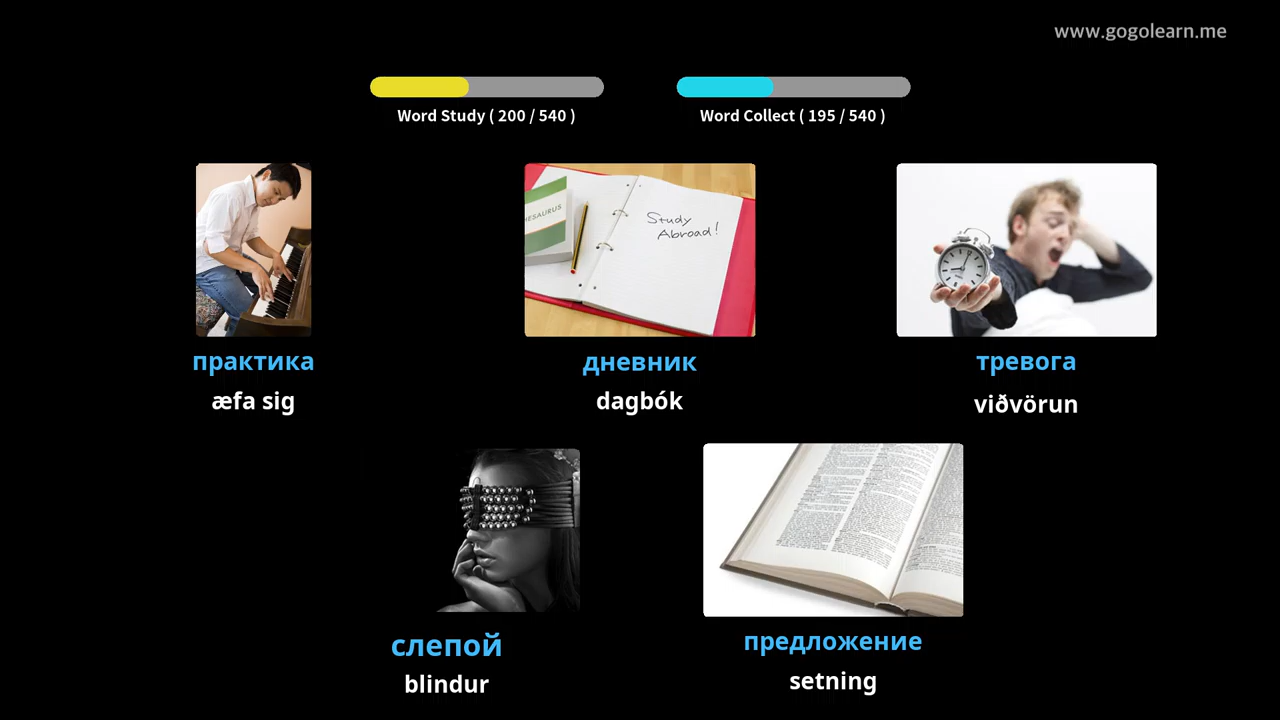 www.gogolearn.me
Word Study ( 200 / 540 )
Word Collect ( 195 / 540 )
HESAURUS
Study
Abroad!
практика
дневник
тревога
æfa sig
dagbók
viðvörun
слепой
предложение
blindur
setning